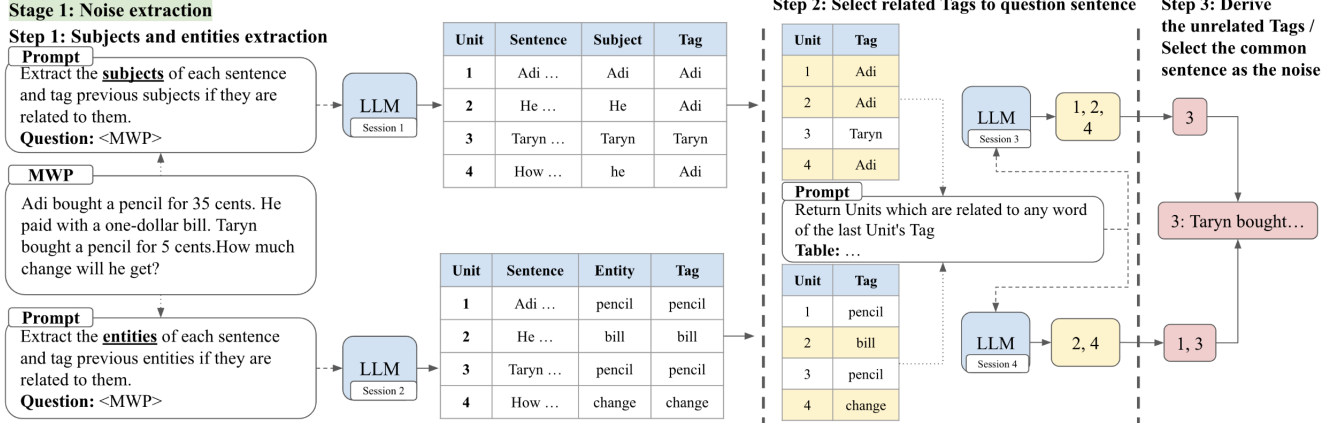 Stage 1: Noise extraction
Step 1: Subjects and entities extraction
Prompt
Extract the subjects of each sentence
and tag previous subjects if they are
related to them.
Question: <MWP>
MWP
Adi bought a pencil for 35 cents. He
paid with a one-dollar bill. Taryn
bought a pencil for 5 cents.How much
change will he get?
Prompt
Extract the entities of each sentence
and tag previous entities if they are
related to them.
Question: <MWP>
LLM
Session 1
LLM
Session 2
Unit Sentence Subject Tag
1 Adi … Adi Adi
2 He … He Adi
3 Taryn … Taryn Taryn
4 How … he Adi
Unit Sentence Entity Tag
1 Adi … pencil pencil
2 He … bill bill
3 Taryn … pencil pencil
4 How … change change
Step 2: Select related Tags to question sentence
Unit Tag
1 Adi
2 Adi
3 Taryn
4 Adi
Prompt
Return Units which are related to any word
of the last Unit's Tag
Table: …
Unit Tag
1 pencil
2 bill
3 pencil
4 change
LLM
Session 3
1, 2,
4
LLM
Session 4
2, 4
Step 3: Derive
the unrelated Tags /
Select the common
sentence as the noise
3
3: Taryn bought…
1, 3